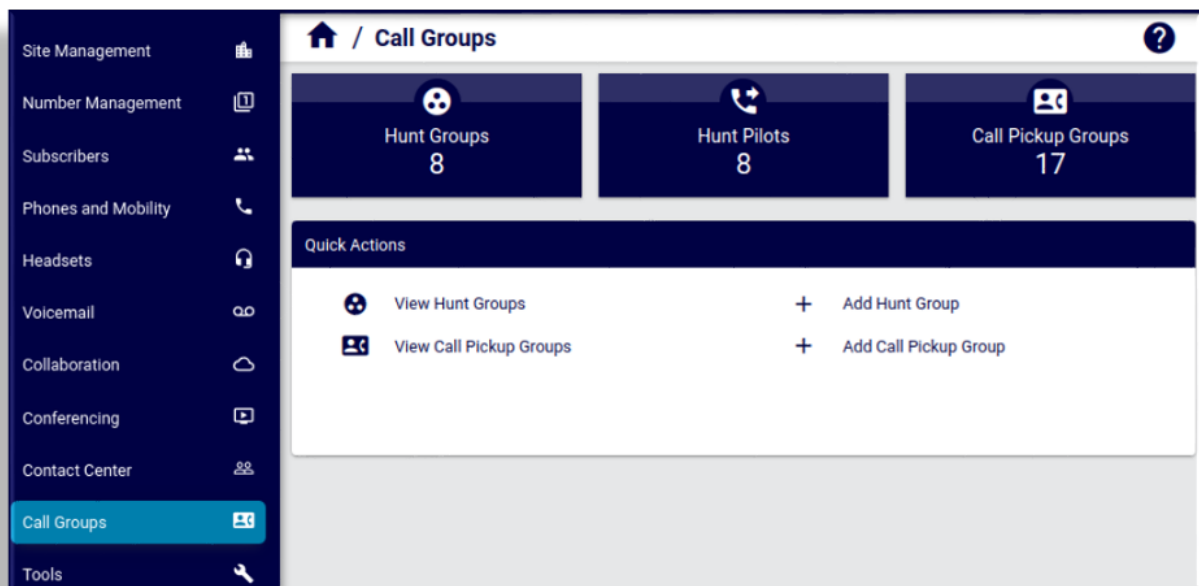 Site Management
Number Management
Subscribers
Phones and Mobility
Headsets
Voicemail
Collaboration
Conferencing
Contact Center
Call Groups
Tools
/ Call Groups
?
Hunt Groups
8
Hunt Pilots
8
Call Pickup Groups
17
Quick Actions
View Hunt Groups
+ Add Hunt Group
View Call Pickup Groups
+ Add Call Pickup Group